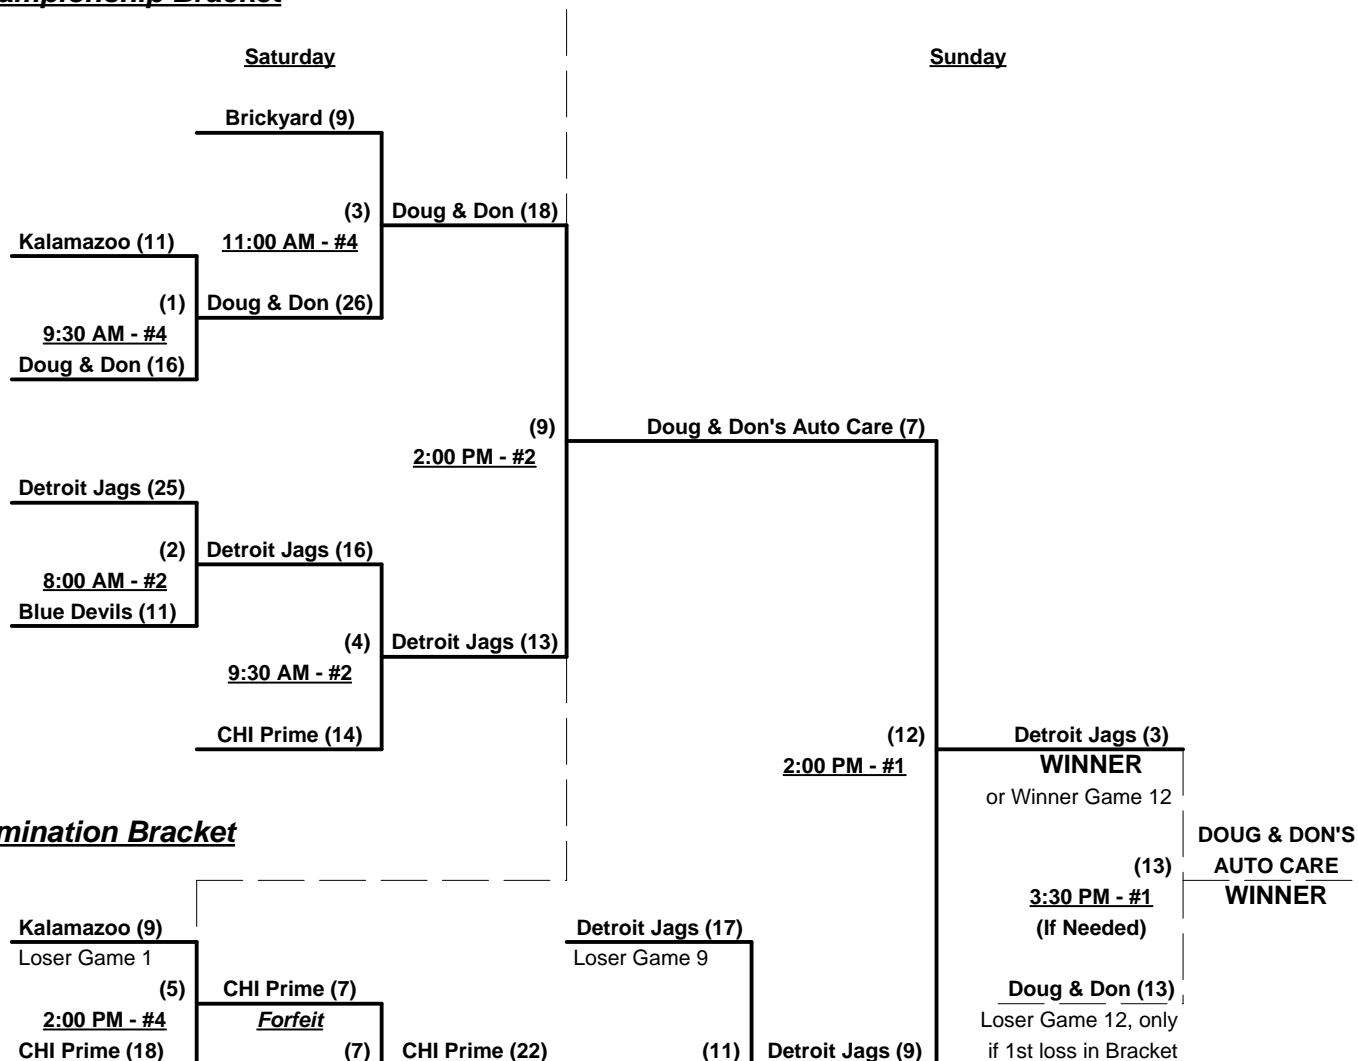 Saturday
Sunday
Brickyard (9)
(3)
Doug & Don (18)
Kalamazoo (11)
11:00 AM - #4
(1)
Doug & Don (26)
9:30 AM - #4
Doug & Don (16)
(9)
Doug & Don's Auto Care (7)
2:00 PM - #2
Detroit Jags (25)
(2)
Detroit Jags (16)
8:00 AM - #2
Blue Devils (11)
(4)
Detroit Jags (13)
9:30 AM - #2
CHI Prime (14)
(12)
Detroit Jags (3)
2:00 PM - #1
WINNER
or Winner Game 12
Bracket
DOUG & DON'S
(13)
AUTO CARE
3:30 PM - #1
WINNER
Kalamazoo (9)
Detroit Jags (17)
(If Needed)
Loser Game 1
Loser Game 9
(5)
CHI Prime (7)
Doug & Don (13)
2:00 PM - #4
Forfeit
Loser Game 12, only
CHI Prime (18)
(7)
CHI Prime (22)
(11)
Detroit Jags (9)
if 1st loss in Bracket